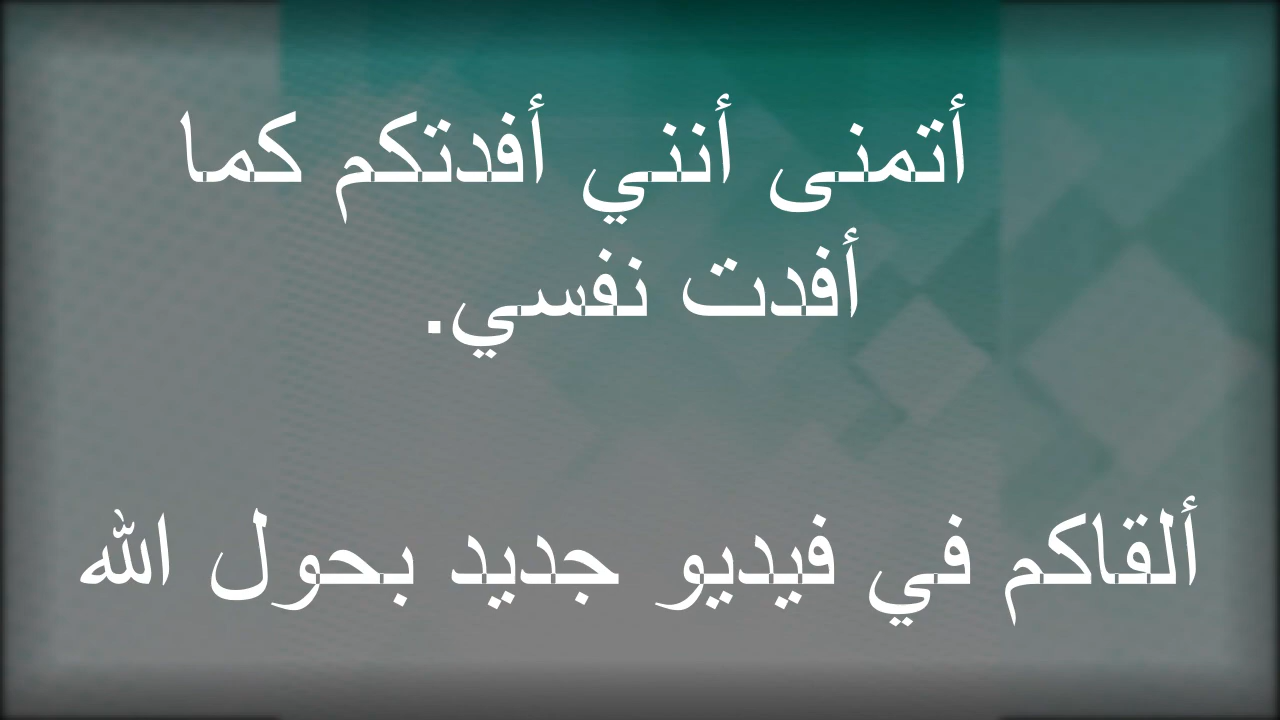 أتمنى أنني أفدتكم كما
أفدت نفسي.
ألقاكم في فيديو جديد بحول الله